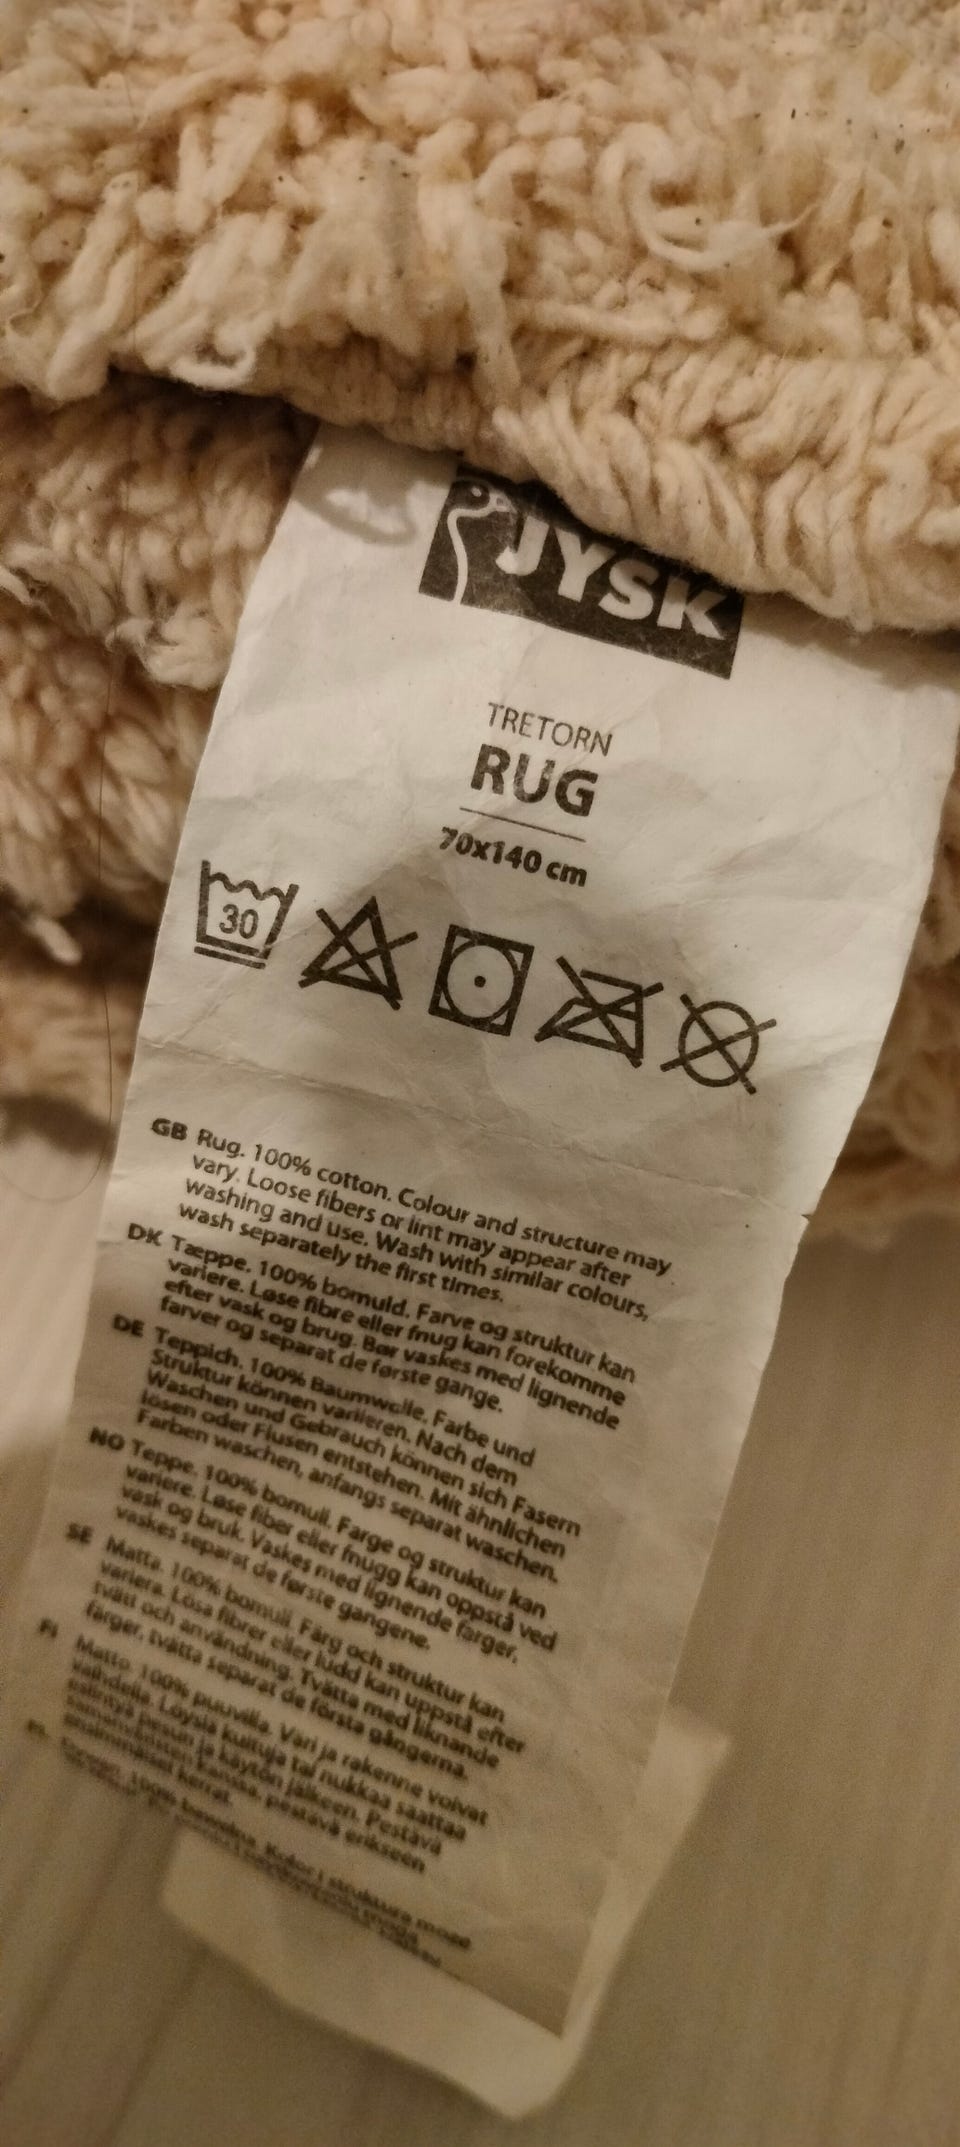 JYSK
TRETORN
RUG
70x140 cm
30
GB Rug. 100% cotton. Colour and structure may
vary. Loose fibers or lint may appear after
washing and use. Wash with similar colours,
wash separately the first times.
DK Tæppe. 100% bomuld. Farve og struktur kan
variere. Løse fibre eller fnug kan forekomme
efter vask og brug. Bør vaskes med lignende
farver og separat de første gange.
DE Teppich. 100% Baumwolle. Farbe und
Struktur können variieren. Nach dem
Waschen und Gebrauch können sich Fasern
lösen oder Flusen entstehen. Mit ähnlichen
Farben waschen, anfangs separat waschen.
NO Teppe. 100% bomull. Farge og struktur kan
variere. Løse fiber eller fnugg kan oppstå ved
vask og bruk. Vaskes med lignende farger,
vaskes separat de første gangene.
SE Matta. 100% bomull. Färg och struktur kan
variera. Lösa fibrer eller ludd kan uppstå efter
tvätt och användning. Tvätta med liknande
färger, tvätta separat de första gångerna.
FI Matto. 100% puuvilla. Väri ja rakenne voivat
vaihdella. Löysiä kuituja tai nukkaa saattaa
esiintyä pesun ja käytön jälkeen. Pestävä
samanväristen kanssa, pestävä erikseen
ensimmäiset kerrat.
PL 100% bawełna. Kolor i struktura mogą